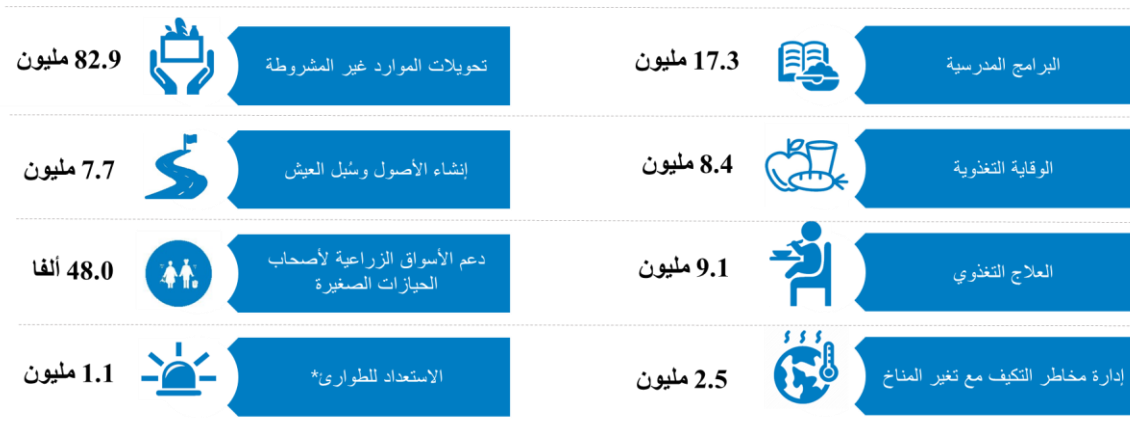 البرامج المدرسية
17.3 مليون
تحويلات الموارد غير المشروطة
82.9 مليون
الوقاية التغذوية
8.4 مليون
إنشاء الأصول وسُبل العيش
7.7 مليون
العلاج التغذوي
9.1 مليون
دعم الأسواق الزراعية لأصحاب
الحيازات الصغيرة
48.0 ألفا
إدارة مخاطر التكيف مع تغير المناخ
2.5 مليون
الاستعداد للطوارئ*
1.1 مليون